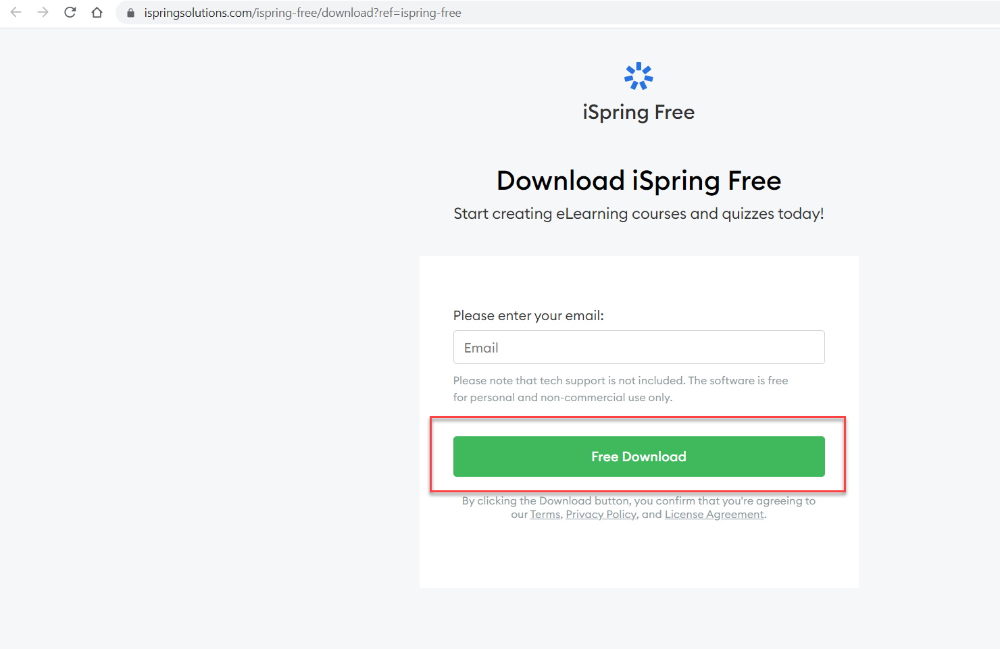 ispringsolutions.com/ispring-free/download?ref=ispring-free
iSpring Free
Download iSpring Free
Start creating eLearning courses and quizzes today!
Please enter your email:
Email
Please note that tech support is not included. The software is free
for personal and non-commercial use only.
Free Download
By clicking the Download button, you confirm that you're agreeing to
our Terms, Privacy Policy, and License Agreement.